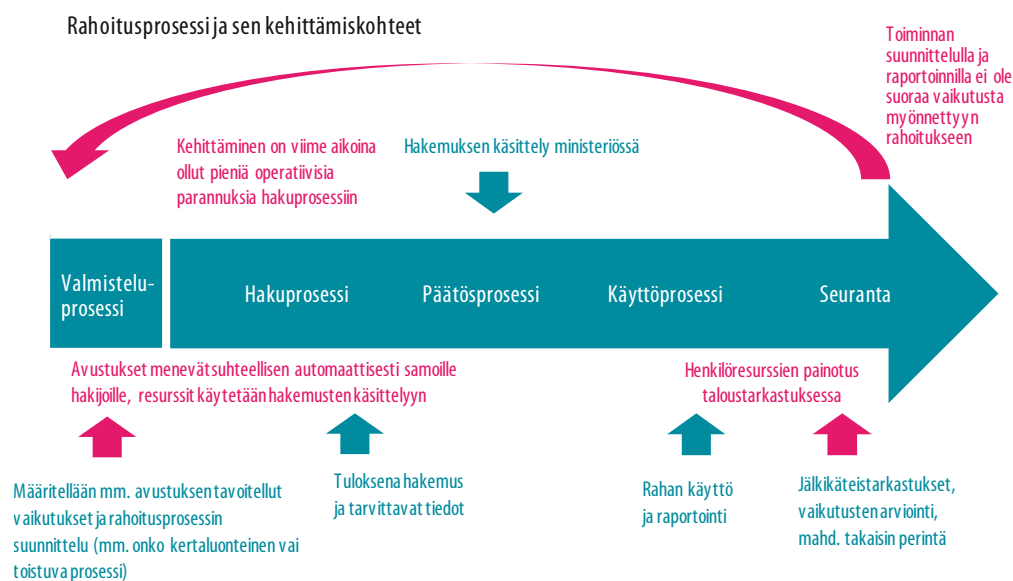 Rahoitusprosessi ja sen kehittämiskohteet
Toiminnan
suunnittelulla ja
raportoinnilla ei ole
suoraa vaikutusta
myönnettyyn
rahoitukseen
Kehittäminen on viime aikoina
ollut pieniä operatiivisia
parannuksia hakuprosessiin
Hakemuksen käsittely ministeriössä
Valmistelu-
prosessi
Hakuprosessi
Päätösprosessi
Käyttöprosessi
Seuranta
Avustukset menevät suhteellisen automaattisesti samoille
hakijoille, resurssit käytetään hakemusten käsittelyyn
Henkilöresurssien painotus
taloustarkastuksessa
Määritellään mm. avustuksen tavoitellut
vaikutukset ja rahoitusprosessin
suunnittelu (mm. onko kertaluonteinen vai
toistuva prosessi)
Tuloksena hakemus
ja tarvittavat tiedot
Rahan käyttö
ja raportointi
Jälkikäteistarkastukset,
vaikutusten arviointi,
mahd. takaisin perintä